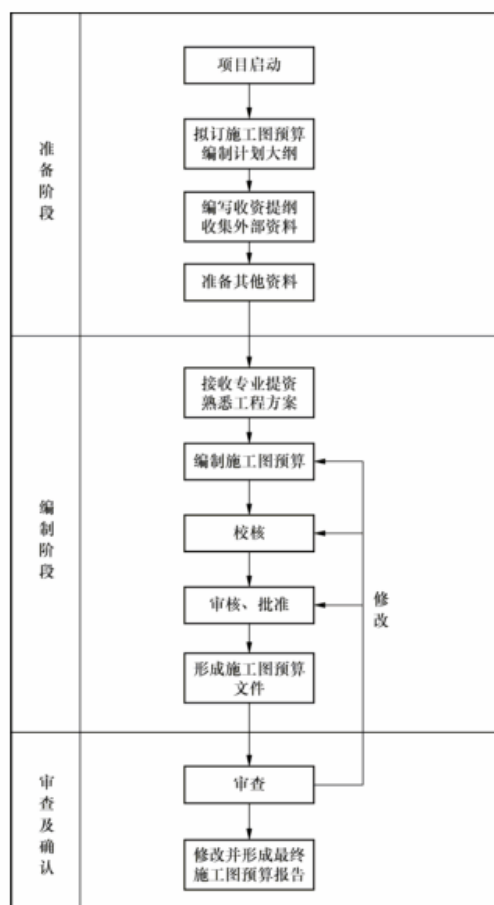 准备阶段
项目启动
拟订施工图预算
编制计划大纲
编写收资提纲
收集外部资料
准备其他资料
编制阶段
接收专业提资
熟悉工程方案
编制施工图预算
校核
审核、批准
形成施工图预算
文件
修改
审查及确认
审查
修改并形成最终
施工图预算报告